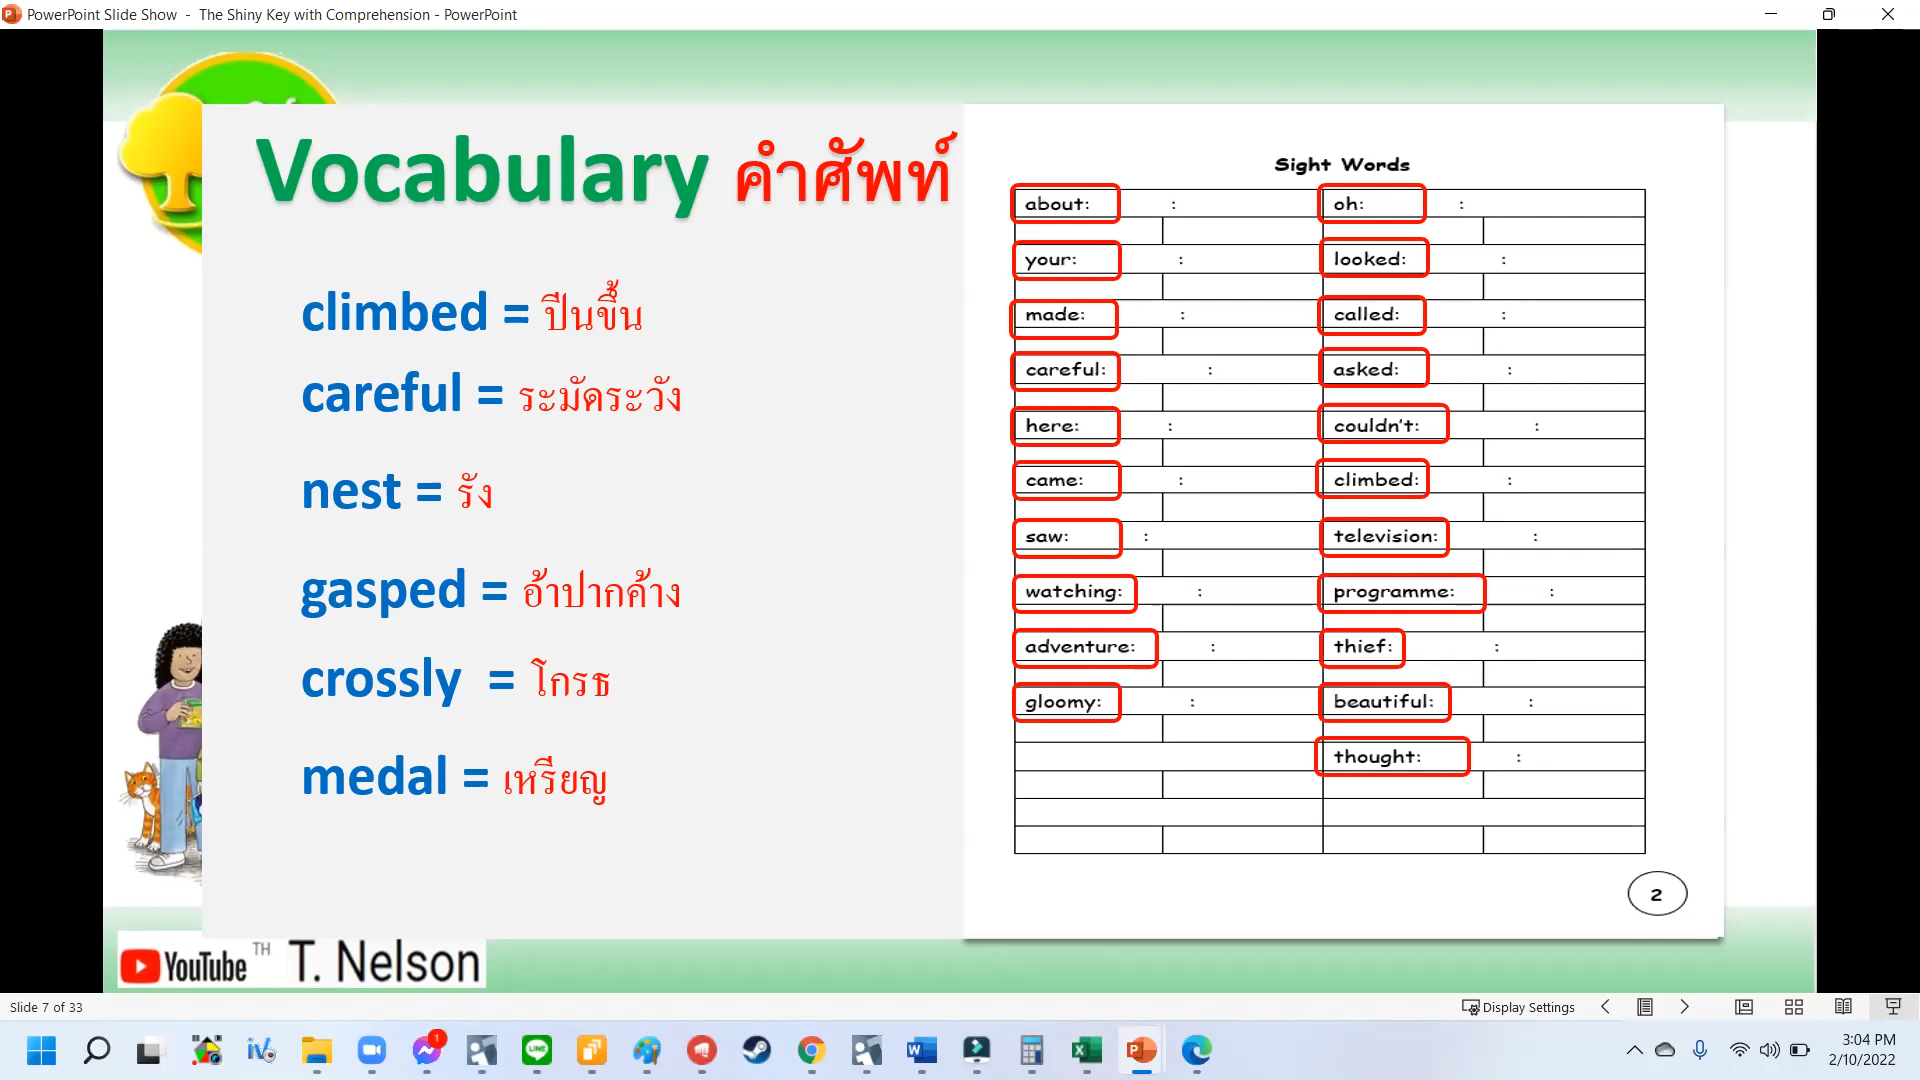 PowerPoint Slide Show - The Shiny Key with Comprehension - PowerPoint
Vocabulary คำศัพท์
climbed = ปีนขึ้น
careful = ระมัดระวัง
nest = รัง
gasped = อ้าปากค้าง
crossly = โกรธ
medal = เหรียญ
Sight Words
about: : oh: :
your: : looked: :
made: : called: :
careful: : asked: :
here: : couldn't: :
came: : climbed: :
saw: : television: :
watching: : programme: :
adventure: : thief: :
gloomy: : beautiful: :
thought: :
2
YouTube TH T. Nelson
Slide 7 of 33
Display Settings
1
3:04 PM
2/10/2022